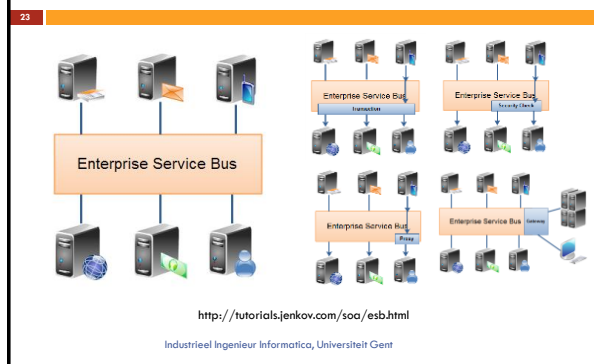 23
Enterprise Service Bus
Enterprise Service Bus
Transaction
Enterprise Service Bus
Security Check
Enterprise Service Bus
Proxy
Enterprise Service Bus
Gateway
http://tutorials.jenkov.com/soa/esb.html
Industrieel Ingenieur Informatica, Universiteit Gent